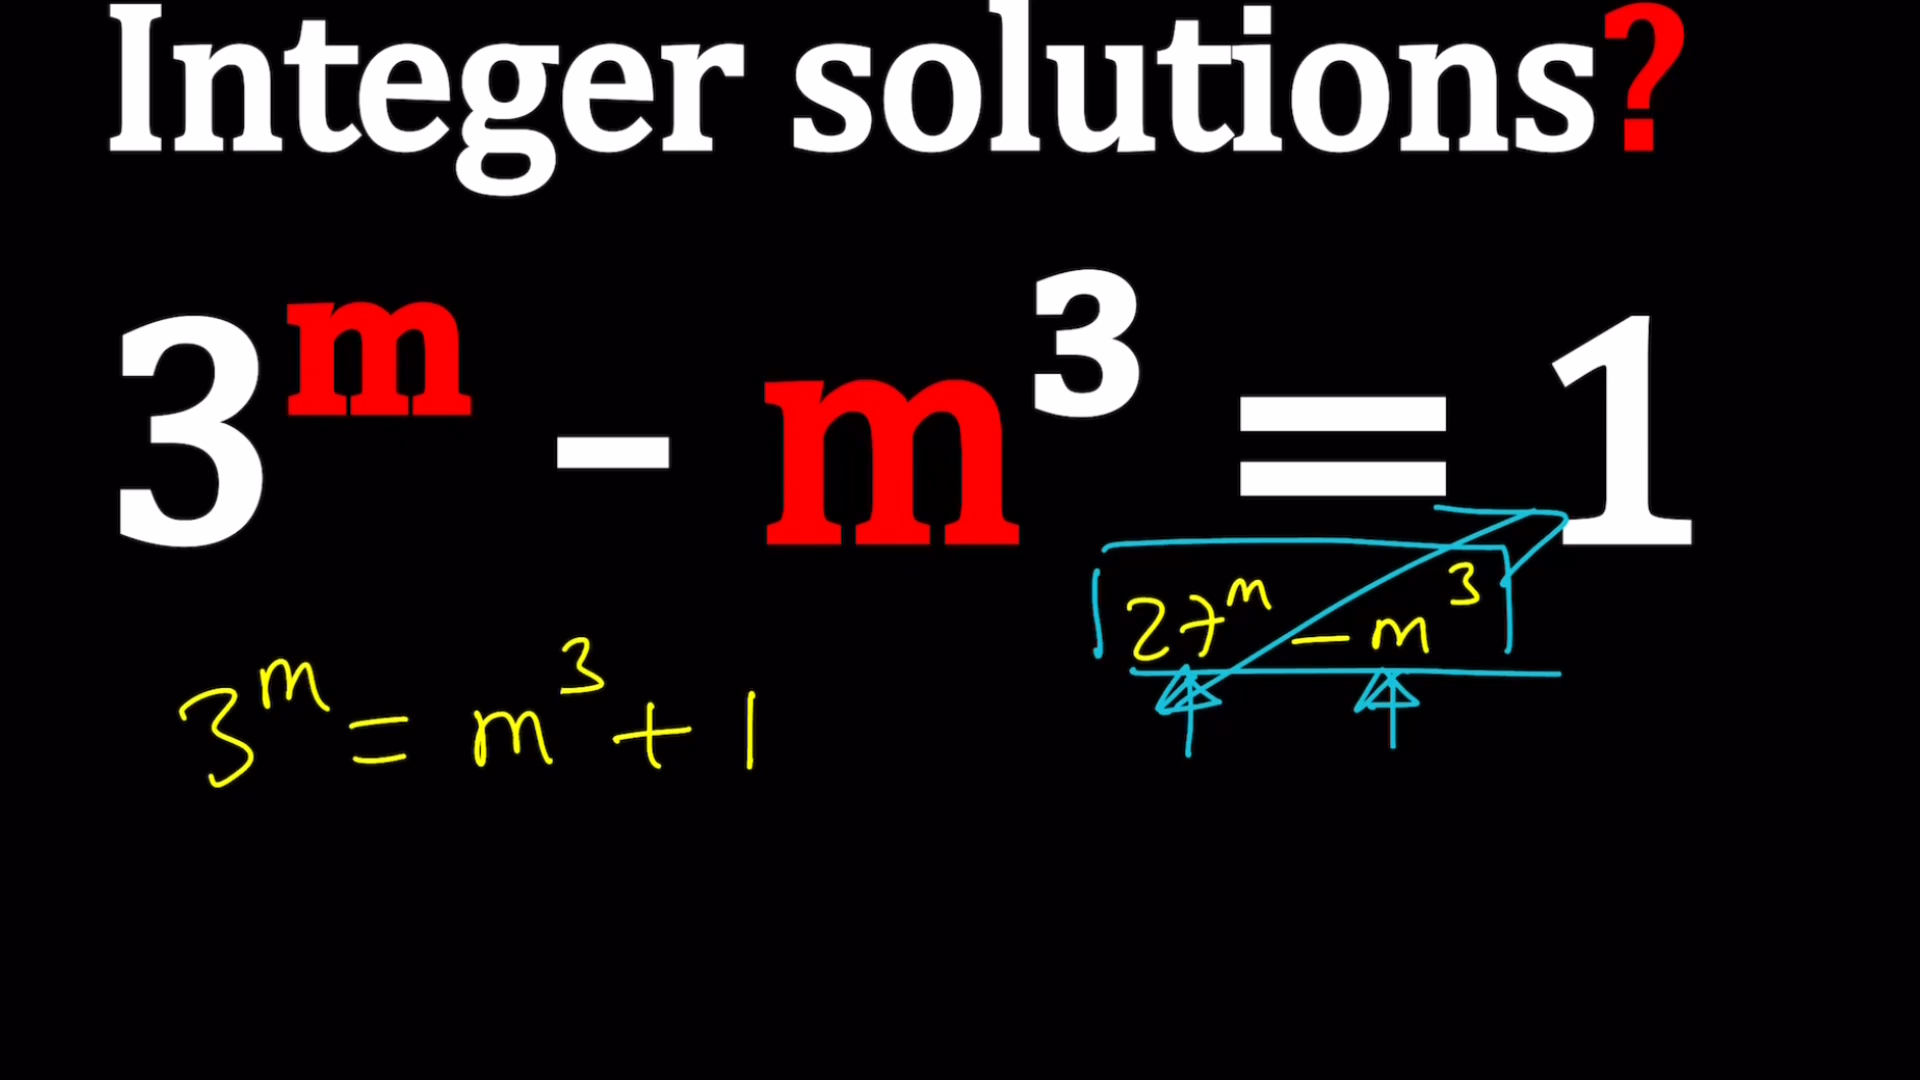 Integer solutions?
3^m - m^3 = 1
27^m - m^3
3^m = m^3 + 1